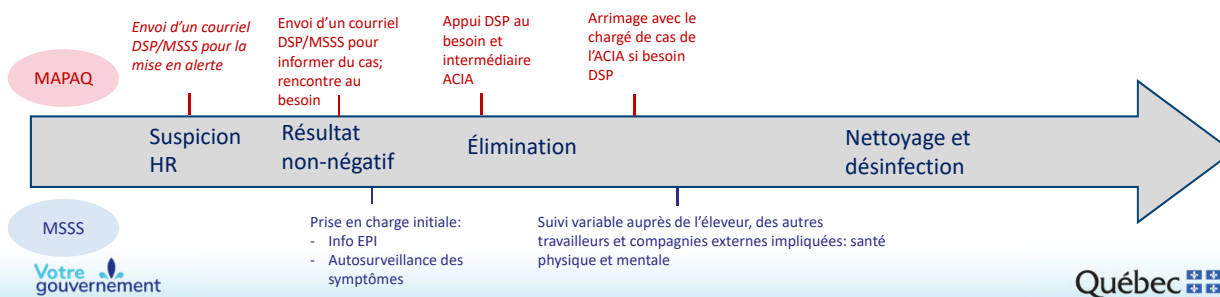 Envoi d'un courriel
DSP/MSSS pour la
mise en alerte
Envoi d'un courriel
DSP/MSSS pour
informer du cas;
rencontre au
besoin
Appui DSP au
besoin et
intermédiaire
ACIA
Arrimage avec le
chargé de cas de
l'ACIA si besoin
DSP
MAPAQ
Suspicion
HR
Résultat
non-négatif
Élimination
Nettoyage et
désinfection
MSSS
Prise en charge initiale:
- Info EPI
- Autosurveillance des
symptômes
Suivi variable auprès de l'éleveur, des autres
travailleurs et compagnies externes impliquées: santé
physique et mentale
Votre
gouvernement
Québec